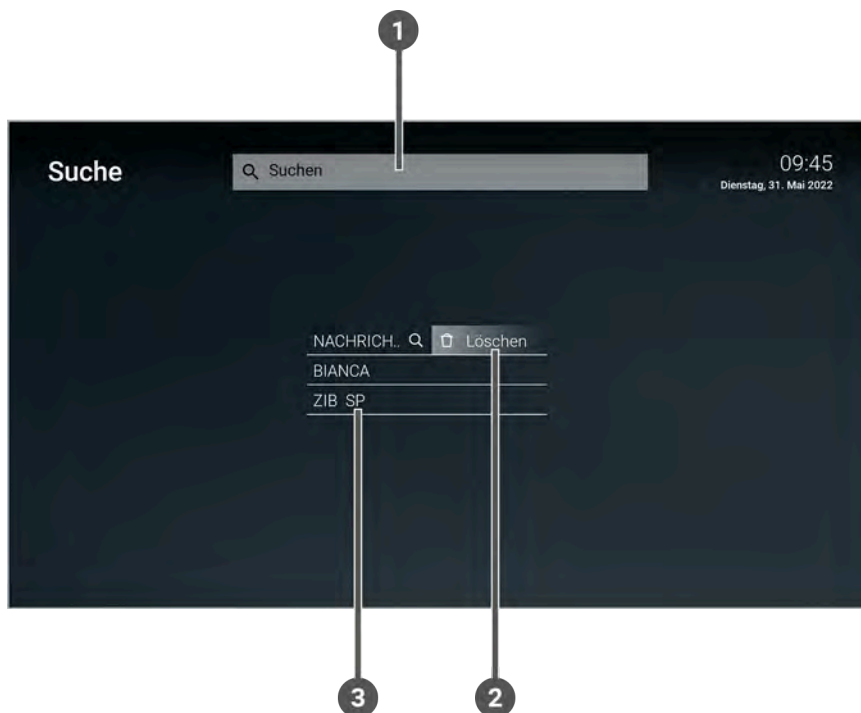 1
Suche
Suchen
09:45
Dienstag, 31. Mai 2022
NACHRICH.. Löschen
BIANCA
ZIB SP
3 2